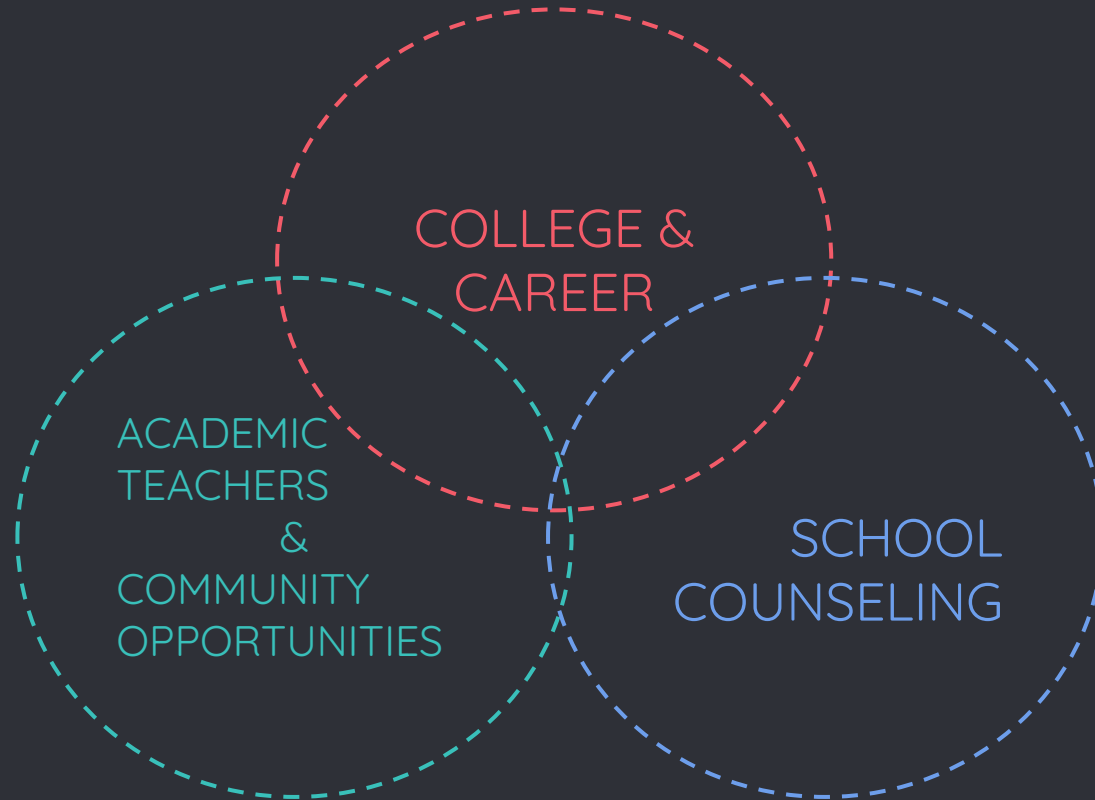 COLLEGE &
CAREER
ACADEMIC
TEACHERS
&
COMMUNITY
OPPORTUNITIES
SCHOOL
COUNSELING